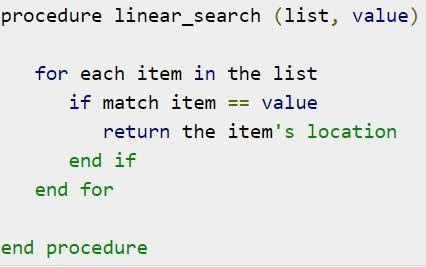 procedure linear_search (list, value)
for each item in the list
if match item == value
return the item's location
end if
end for
end procedure